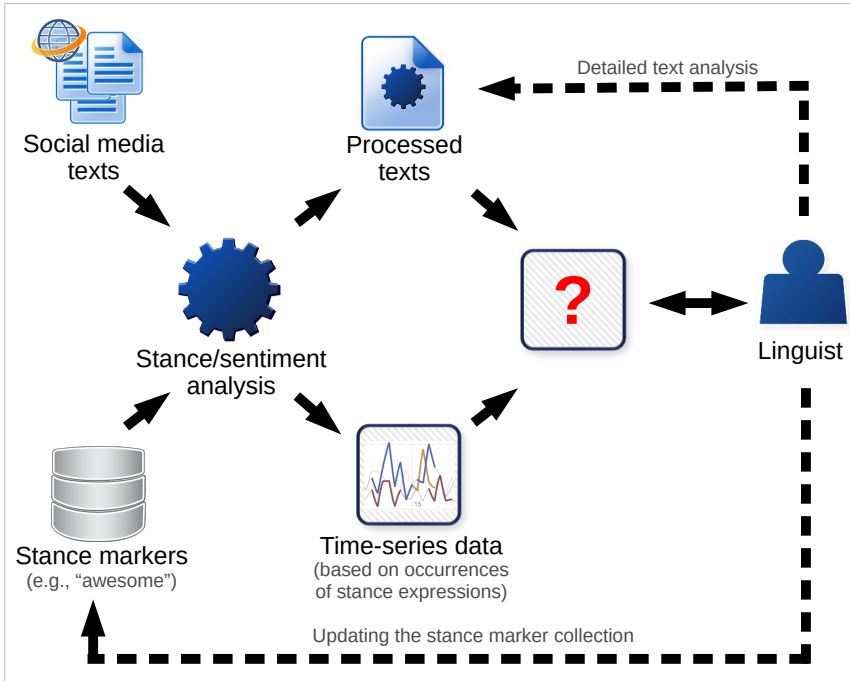 Detailed text analysis
Social media
texts
Processed
texts
?
Linguist
Stance/sentiment
analysis
15
Stance markers
(e.g., “awesome”)
Time-series data
(based on occurrences
of stance expressions)
Updating the stance marker collection